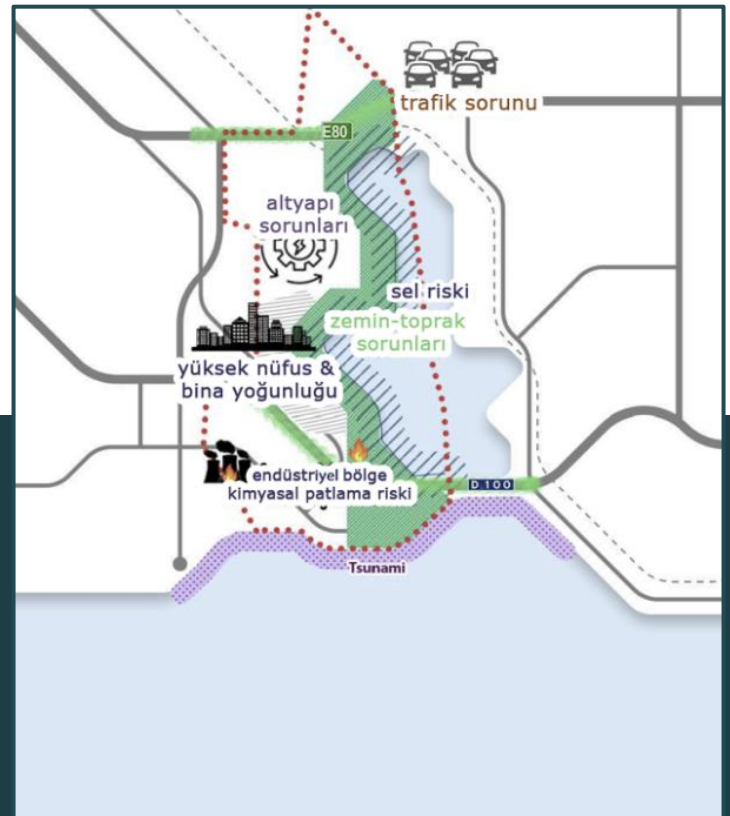 trafik sorunu
E80
altyapı
sorunları
sel riski
zemin-toprak
sorunları
yüksek nüfus &
bina yoğunluğu
endüstriyel bölge
kimyasal patlama riski
D 100
Tsunami